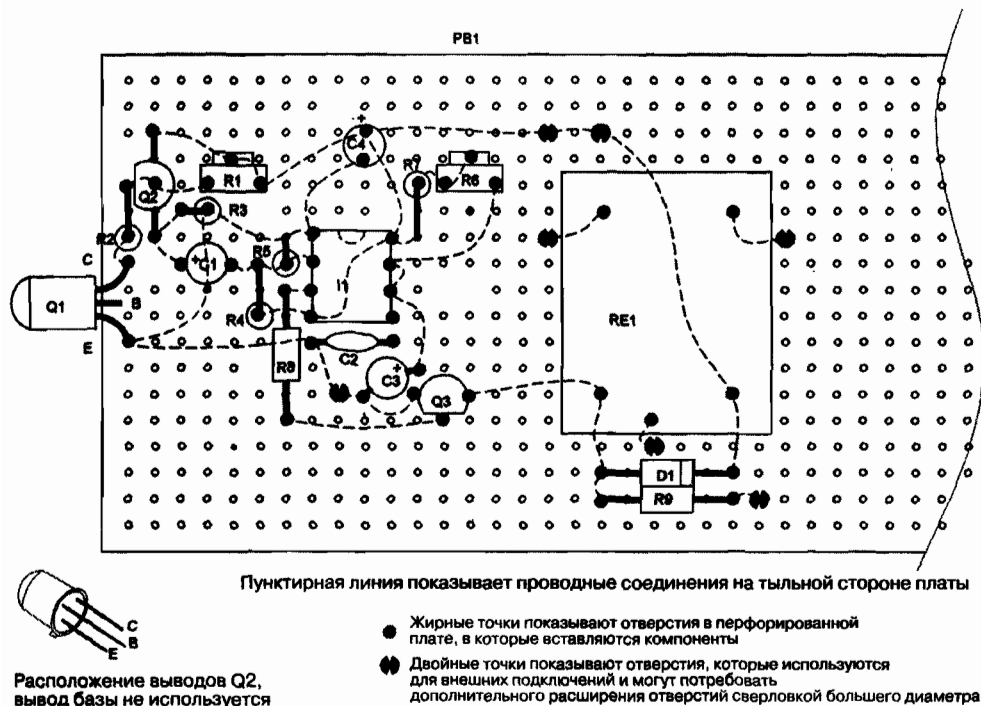 PB1
+
C4
R7
R6
R1
Q2
R3
R2
C
+
C1
R5
Q1
B
I1
R4
RE1
E
R8
C2
+
C3
Q3
D1
R9
Пунктирная линия показывает проводные соединения на тыльной стороне платы
C
B
E
Жирные точки показывают отверстия в перфорированной
плате, в которые вставляются компоненты
Двойные точки показывают отверстия, которые используются
для внешних подключений и могут потребовать
дополнительного расширения отверстий сверловкой большего диаметра
Расположение выводов Q2,
вывод базы не используется